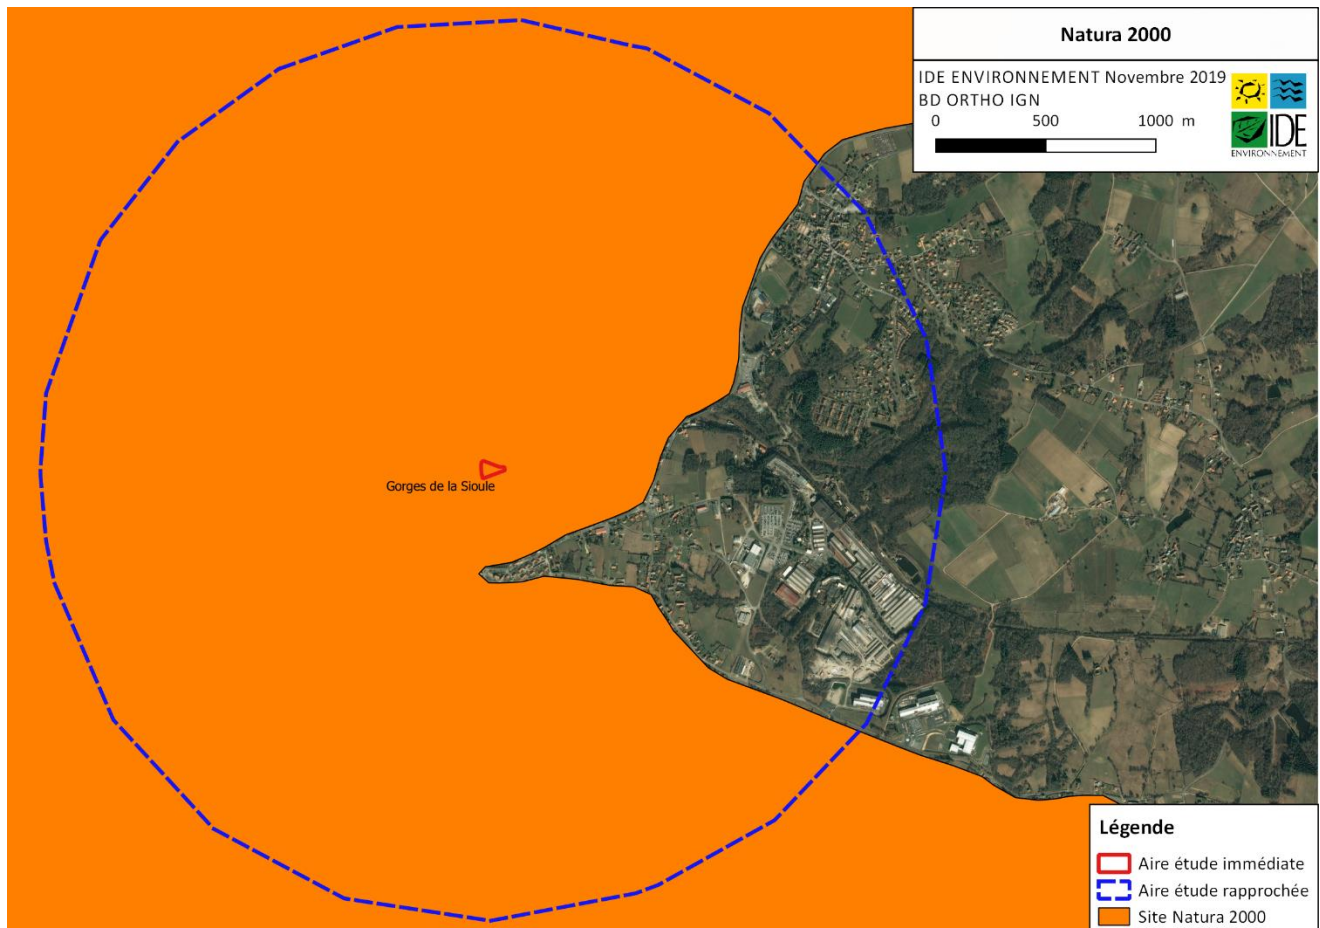 Natura 2000
IDE ENVIRONNEMENT Novembre 2019
BD ORTHO IGN
0 500 1000 m
IDE
ENVIRONNEMENT
Gorges de la Sioule
Légende
Aire étude immédiate
Aire étude rapprochée
Site Natura 2000